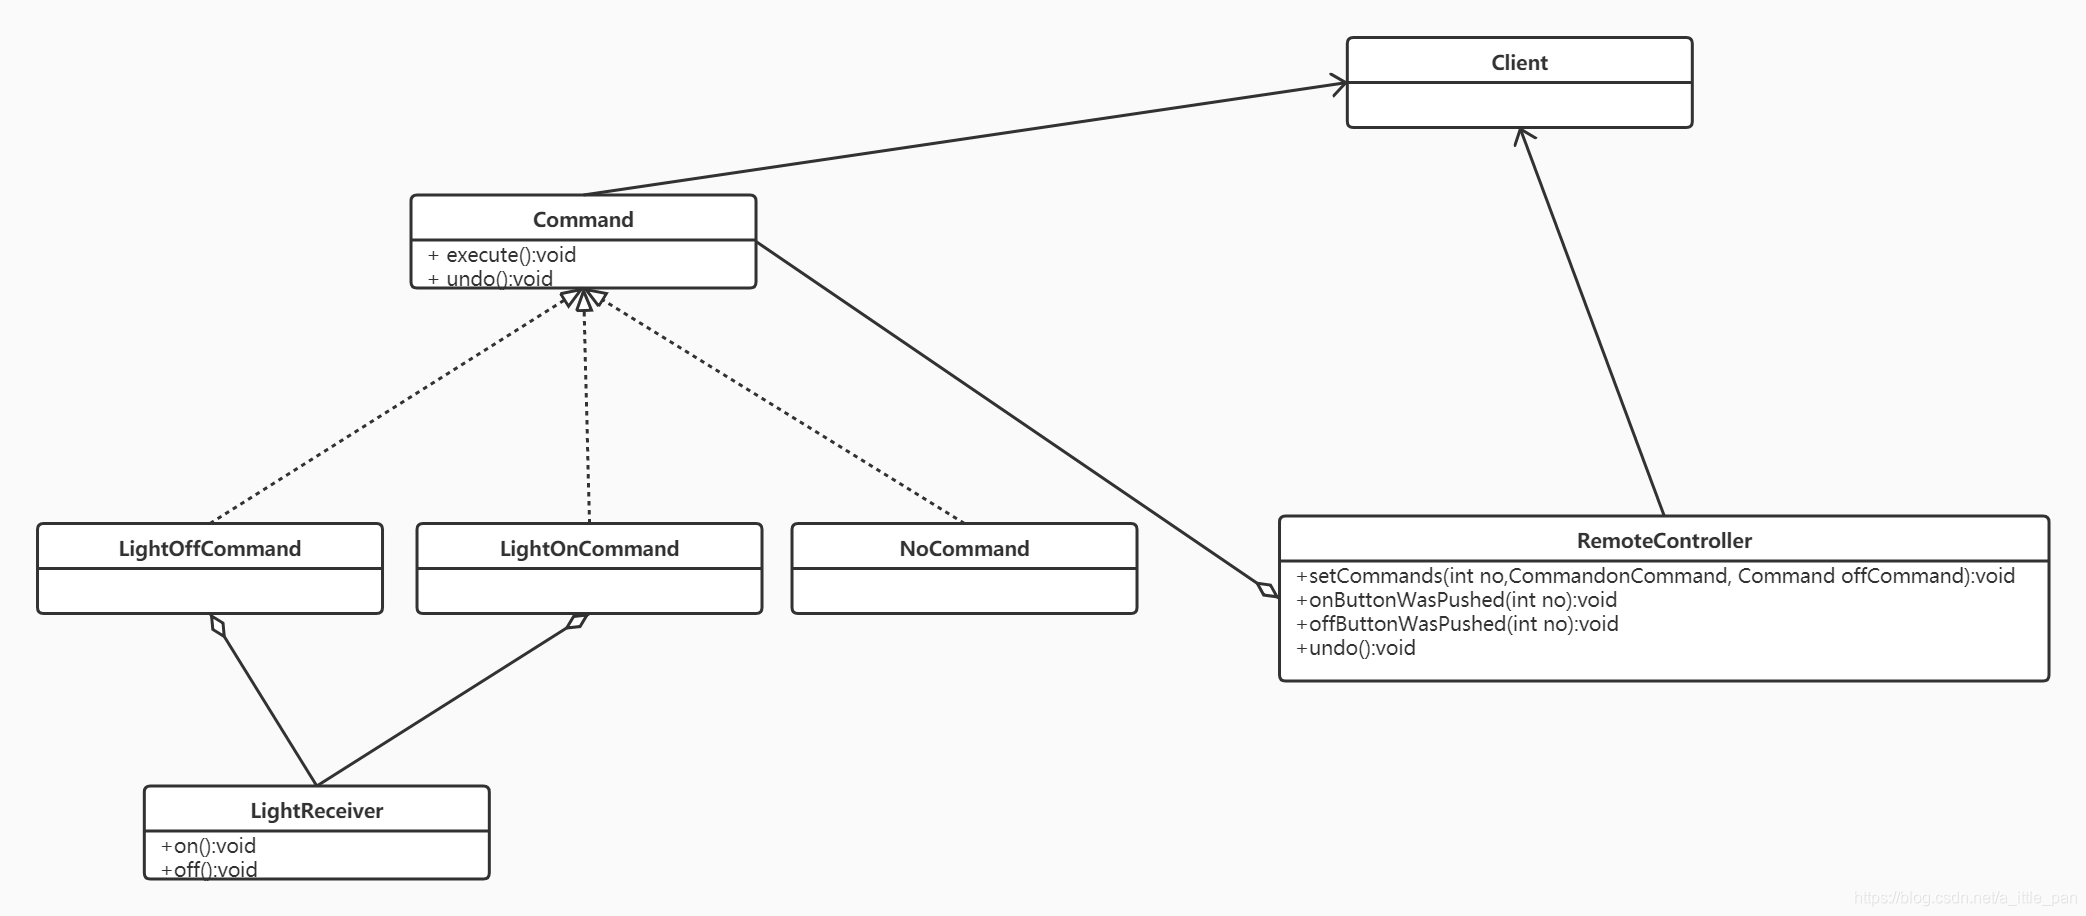 Client
Command
+ execute():void
+ undo():void
LightOffCommand
LightOnCommand
NoCommand
RemoteController
+setCommands(int no,CommandonCommand, Command offCommand):void
+onButtonWasPushed(int no):void
+offButtonWasPushed(int no):void
+undo():void
LightReceiver
+on():void
+off():void
https://blog.csdn.net/a_ittle_pan